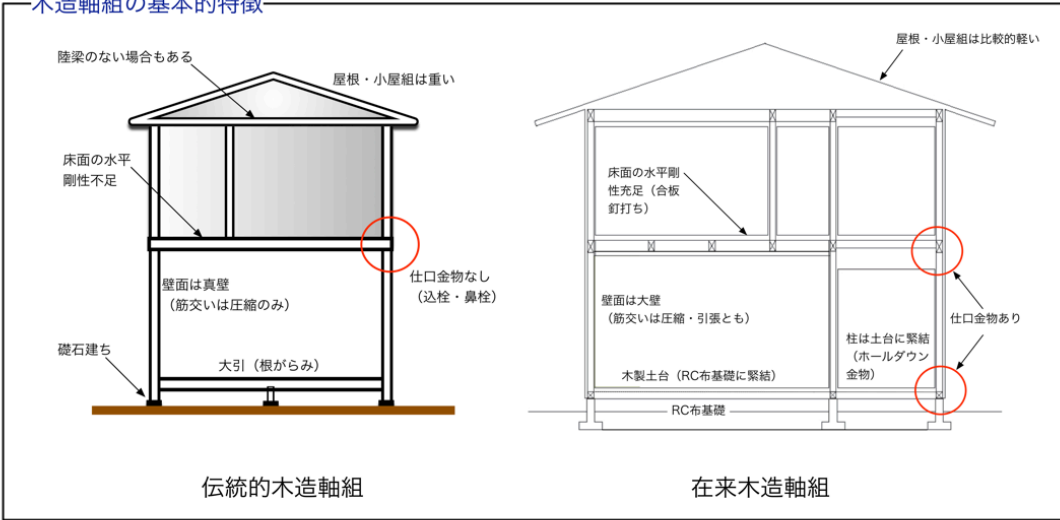 木造軸組の基本的特徴
陸梁のない場合もある
屋根・小屋組は重い
床面の水平
剛性不足
仕口金物なし
（込栓・鼻栓）
壁面は真壁
（筋交いは圧縮のみ）
礎石建ち
大引（根がらみ）
伝統的木造軸組
屋根・小屋組は比較的軽い
床面の水平剛
性充足（合板
釘打ち）
壁面は大壁
（筋交いは圧縮・引張とも）
仕口金物あり
柱は土台に緊結
（ホールダウン
金物）
木製土台（RC布基礎に緊結）
RC布基礎
在来木造軸組